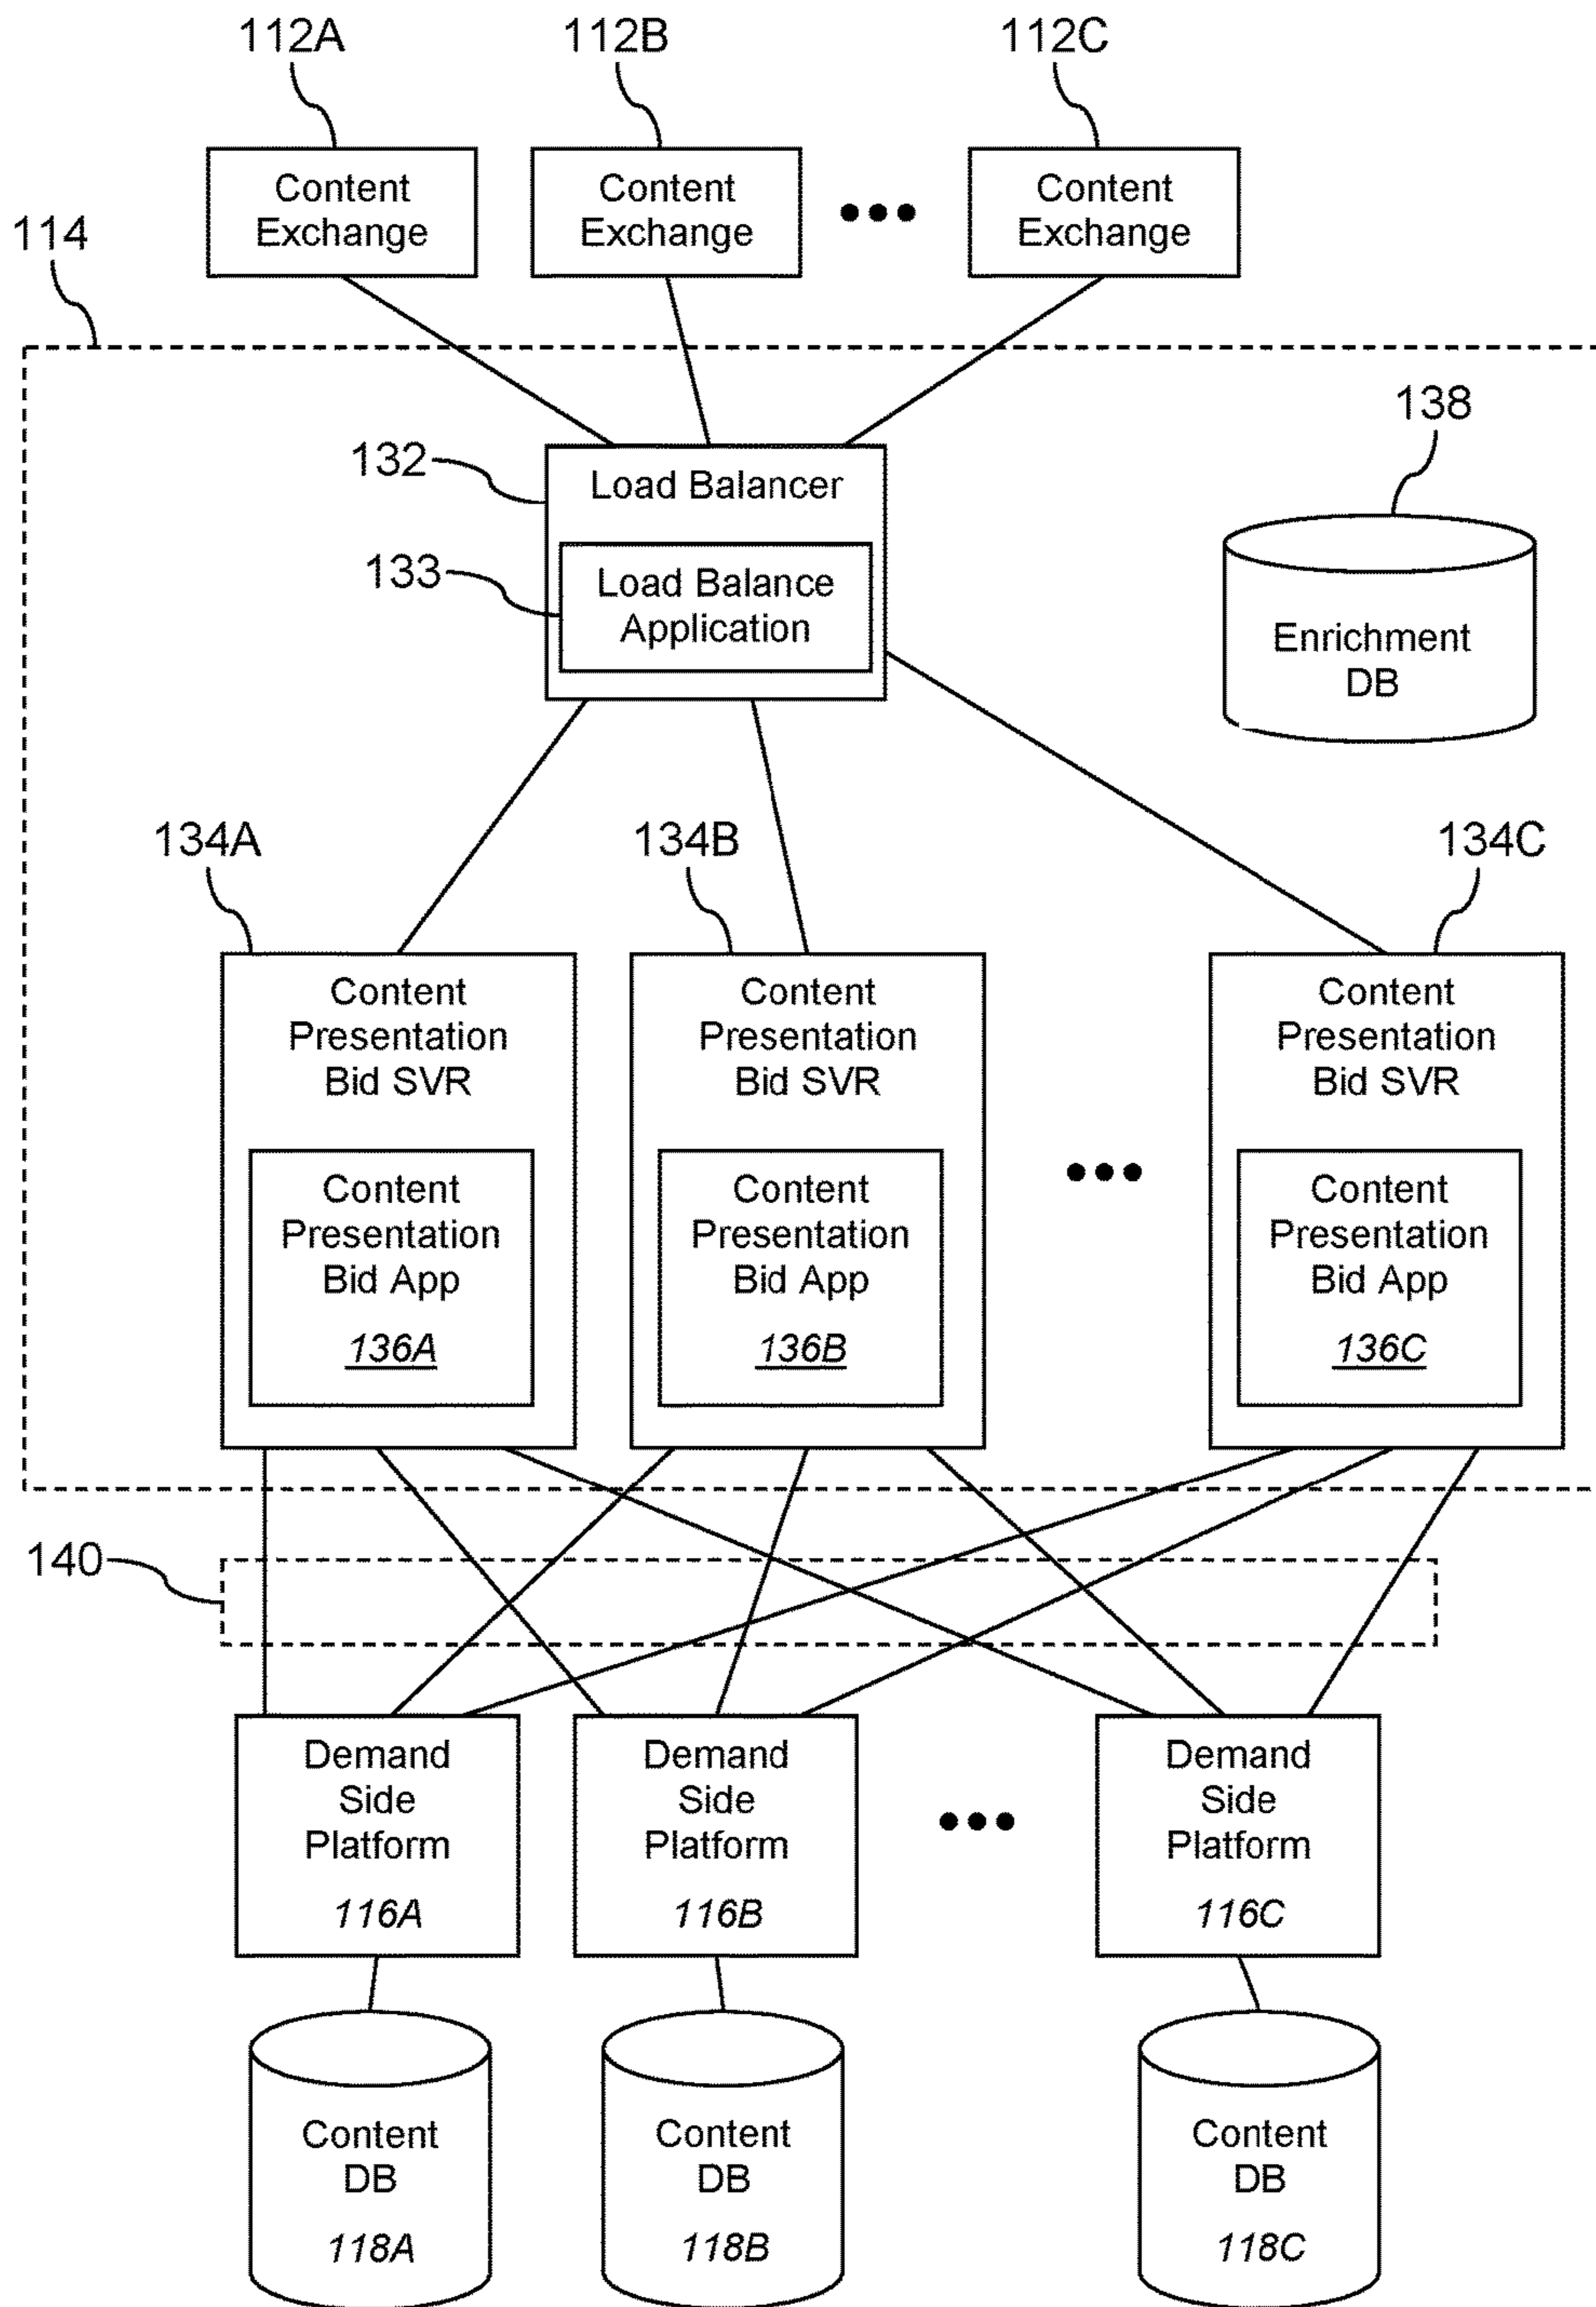 112A
112B
112C
Content
Exchange
Content
Exchange
Content
Exchange
114
138
132
Load Balancer
133
Load Balance
Application
Enrichment
DB
134A
134B
134C
Content
Presentation
Bid SVR
Content
Presentation
Bid App
136A
Content
Presentation
Bid SVR
Content
Presentation
Bid App
136B
Content
Presentation
Bid SVR
Content
Presentation
Bid App
136C
140
Demand
Side
Platform
116A
Demand
Side
Platform
116B
Demand
Side
Platform
116C
Content
DB
118A
Content
DB
118B
Content
DB
118C